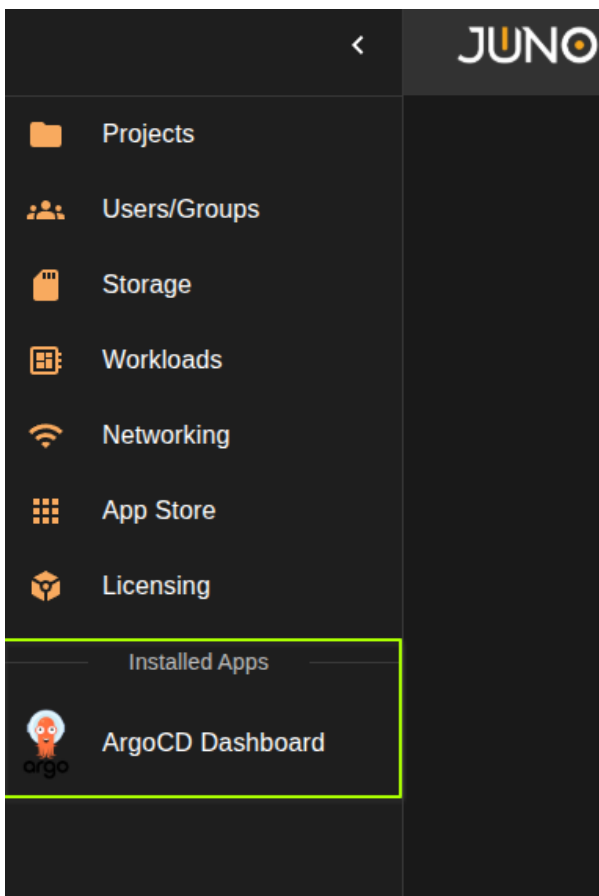 JUNO
Projects
Users/Groups
Storage
Workloads
Networking
App Store
Licensing
Installed Apps
argo
ArgoCD Dashboard